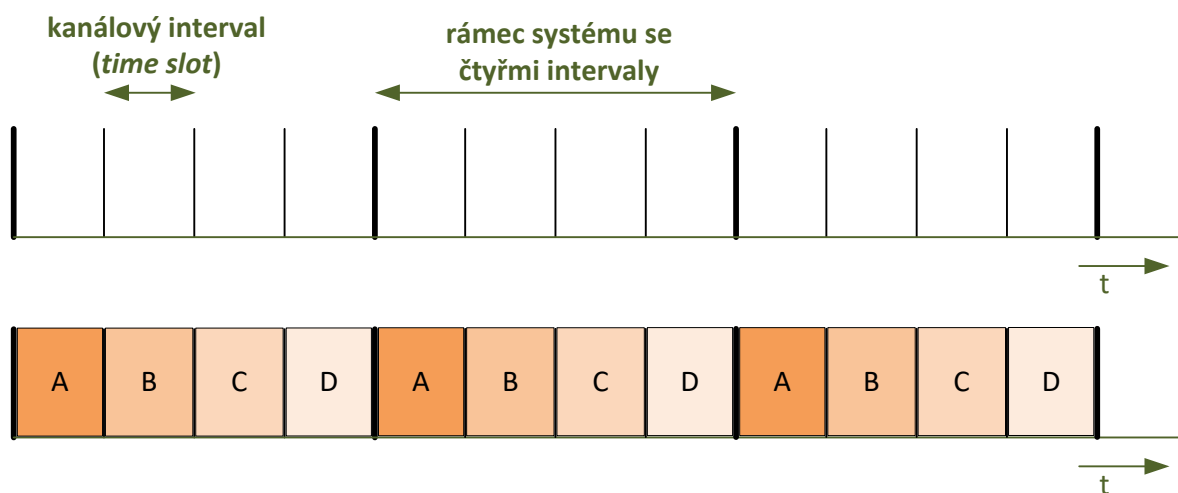 kanálový interval
(time slot)
rámec systému se
čtyřmi intervaly
t
A B C D A B C D A B C D
t